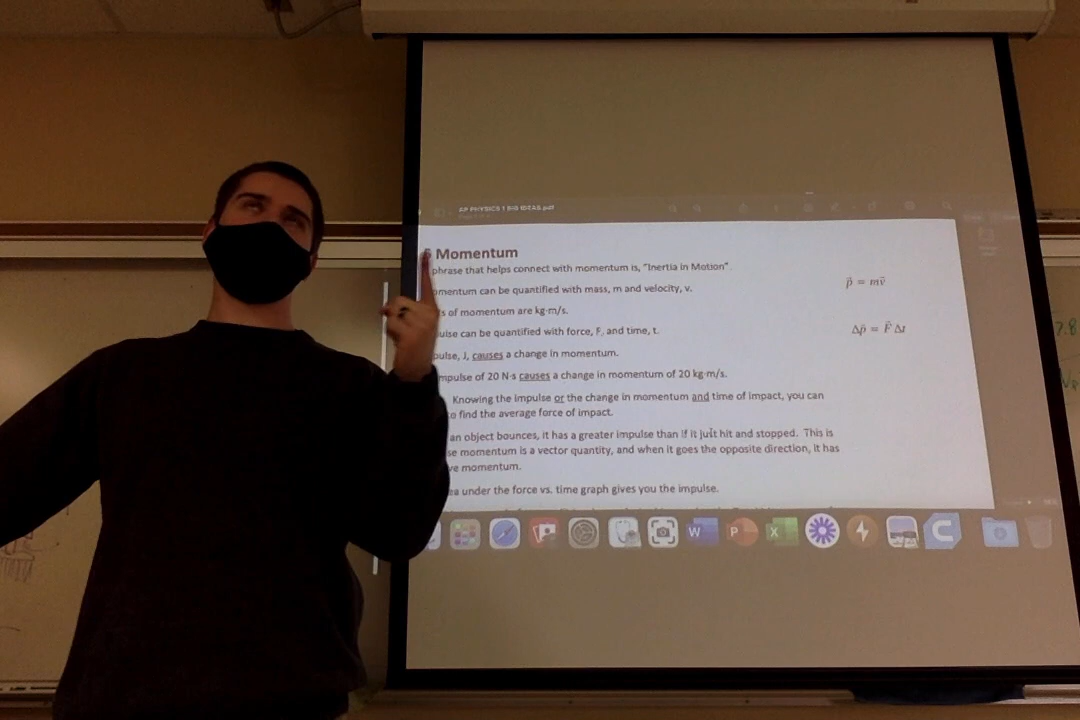 AP PHYSICS 1 BIG IDEAS.pdf
5 Momentum
phrase that helps connect with momentum is, "Inertia in Motion".
mentum can be quantified with mass, m and velocity, v.
p⃗ = mv⃗
s of momentum are kg·m/s.
ulse can be quantified with force, F, and time, t.
Δp⃗ = F⃗ Δt
pulse, J, causes a change in momentum.
mpulse of 20 N·s causes a change in momentum of 20 kg·m/s.
Knowing the impulse or the change in momentum and time of impact, you can
o find the average force of impact.
an object bounces, it has a greater impulse than if it just hit and stopped. This is
se momentum is a vector quantity, and when it goes the opposite direction, it has
ve momentum.
ea under the force vs. time graph gives you the impulse.
W P X
7.8